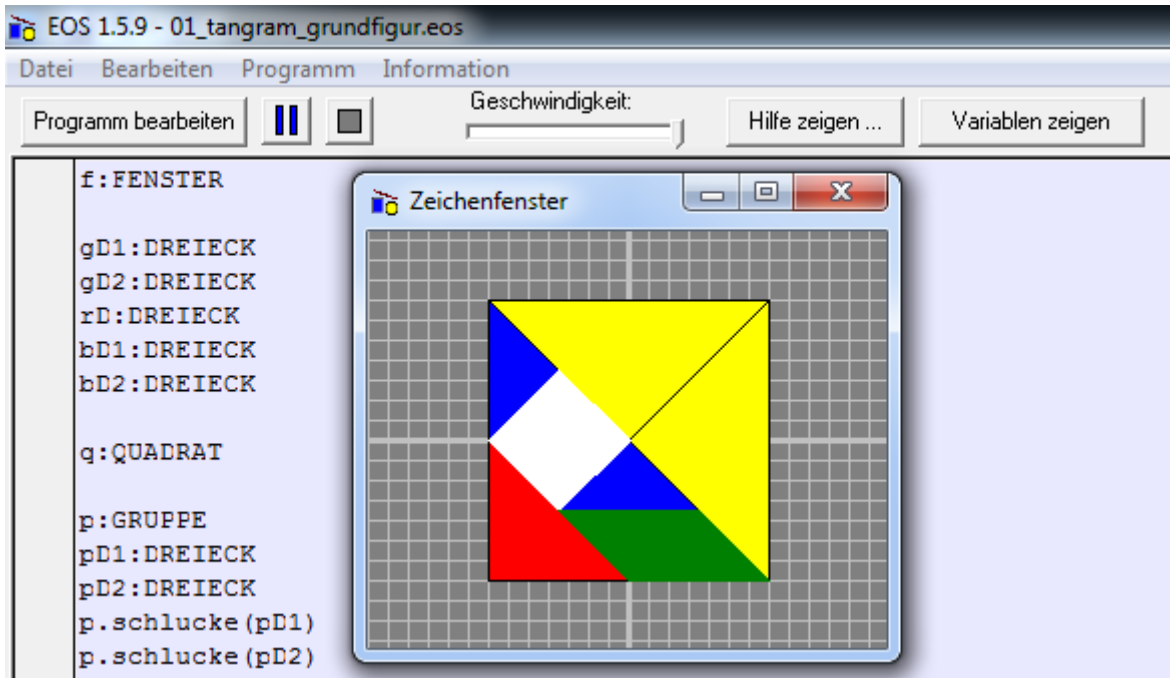 EOS 1.5.9 - 01_tangram_grundfigur.eos
Datei Bearbeiten Programm Information
Programm bearbeiten Geschwindigkeit: Hilfe zeigen ... Variablen zeigen
f:FENSTER
Zeichenfenster
gD1:DREIECK
gD2:DREIECK
rD:DREIECK
bD1:DREIECK
bD2:DREIECK
q:QUADRAT
p:GRUPPE
pD1:DREIECK
pD2:DREIECK
p.schlucke(pD1)
p.schlucke(pD2)